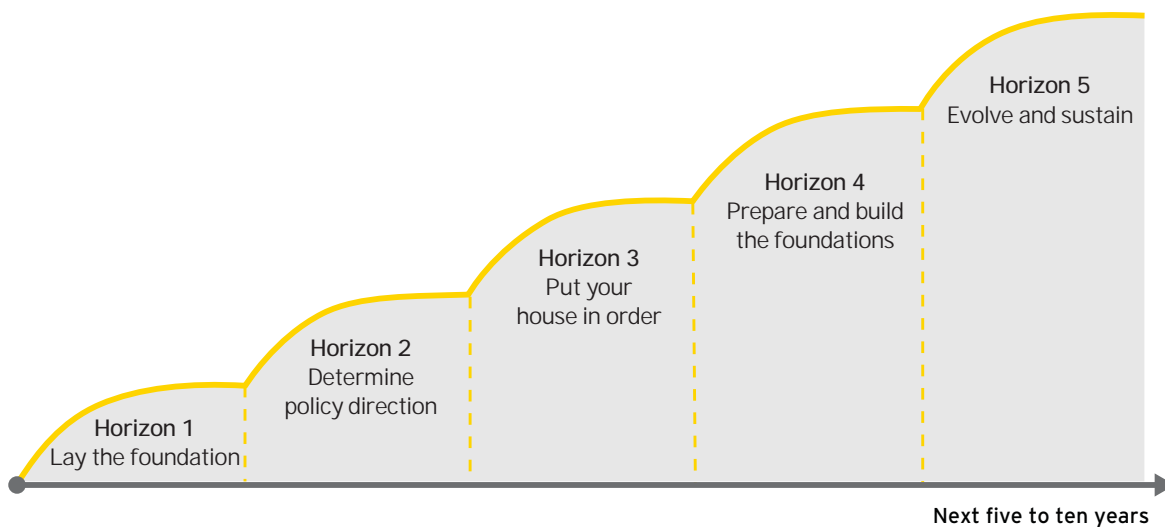 Horizon 1
Lay the foundation
Horizon 2
Determine
policy direction
Horizon 3
Put your
house in order
Horizon 4
Prepare and build
the foundations
Horizon 5
Evolve and sustain
Next five to ten years